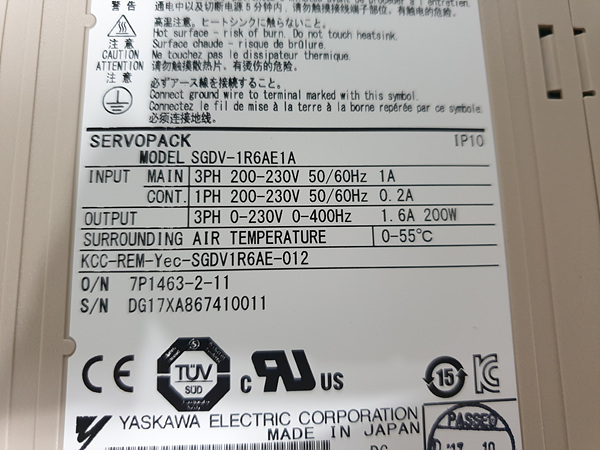 通电中以及切断电源5分钟内，请勿触摸接线端子部位。有触电的危险。
高温注意。ヒートシンクに触らないこと。
Hot surface - risk of burn. Do not touch heatsink.
注意 Surface chaude - risque de brûlure.
CAUTION Ne touchez pas le dissipateur thermique.
ATTENTION 请勿触摸散热片，有烫伤的危险。
必ずアース線を接続すること。
Connect ground wire to terminal marked with this symbol.
Connectez le fil de mise à la terre à la borne repérée par ce symbole.
必须连接地线。
SERVOPACK IP10
MODEL SGDV-1R6AE1A
INPUT MAIN 3PH 200-230V 50/60Hz 1A
CONT. 1PH 200-230V 50/60Hz 0.2A
OUTPUT 3PH 0-230V 0-400Hz 1.6A 200W
SURROUNDING AIR TEMPERATURE 0-55℃
KCC-REM-Yec-SGDV1R6AE-012
O/N 7P1463-2-11
S/N DG17XA867410011
CE TÜV SÜD c RU US 15
YASKAWA ELECTRIC CORPORATION
MADE IN JAPAN
PASSED